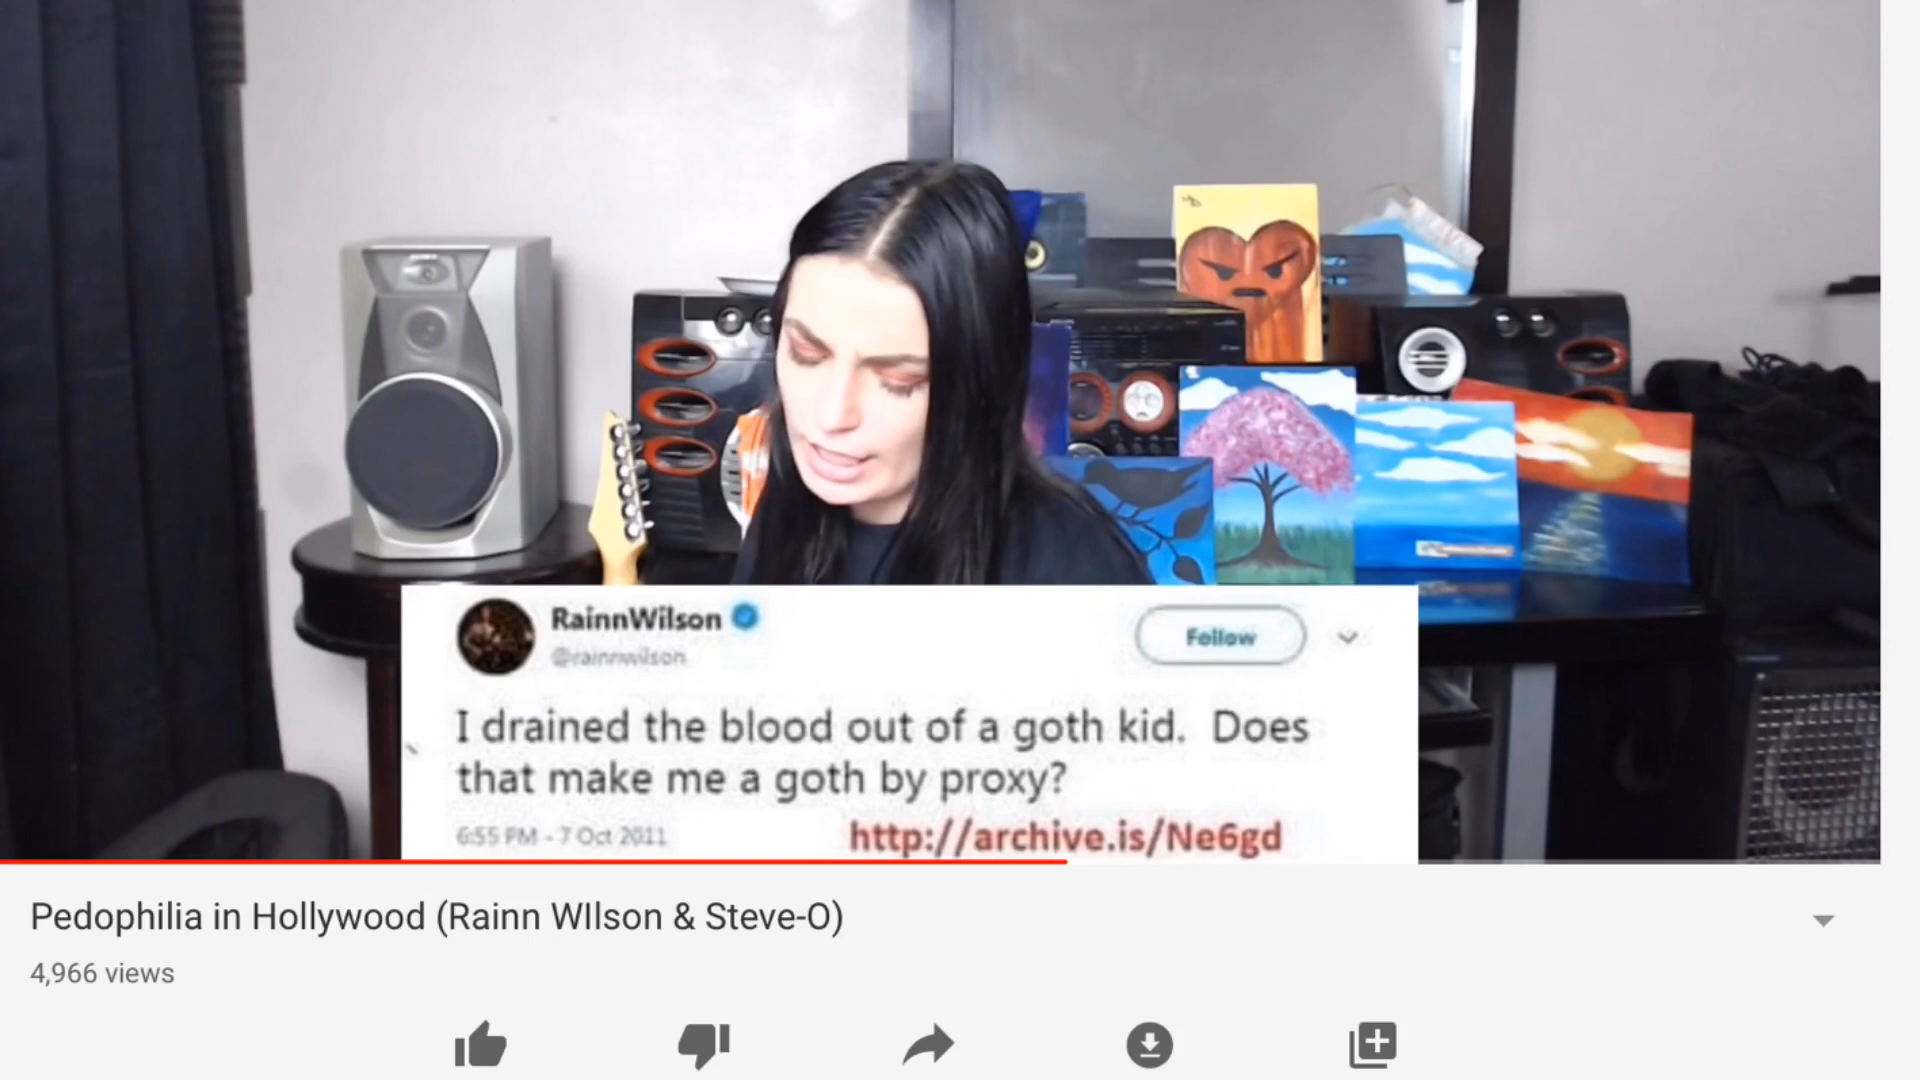 RainnWilson
@rainnwilson
Follow
I drained the blood out of a goth kid. Does
that make me a goth by proxy?
6:55 PM - 7 Oct 2011
http://archive.is/Ne6gd
Pedophilia in Hollywood (Rainn WIlson & Steve-O)
4,966 views